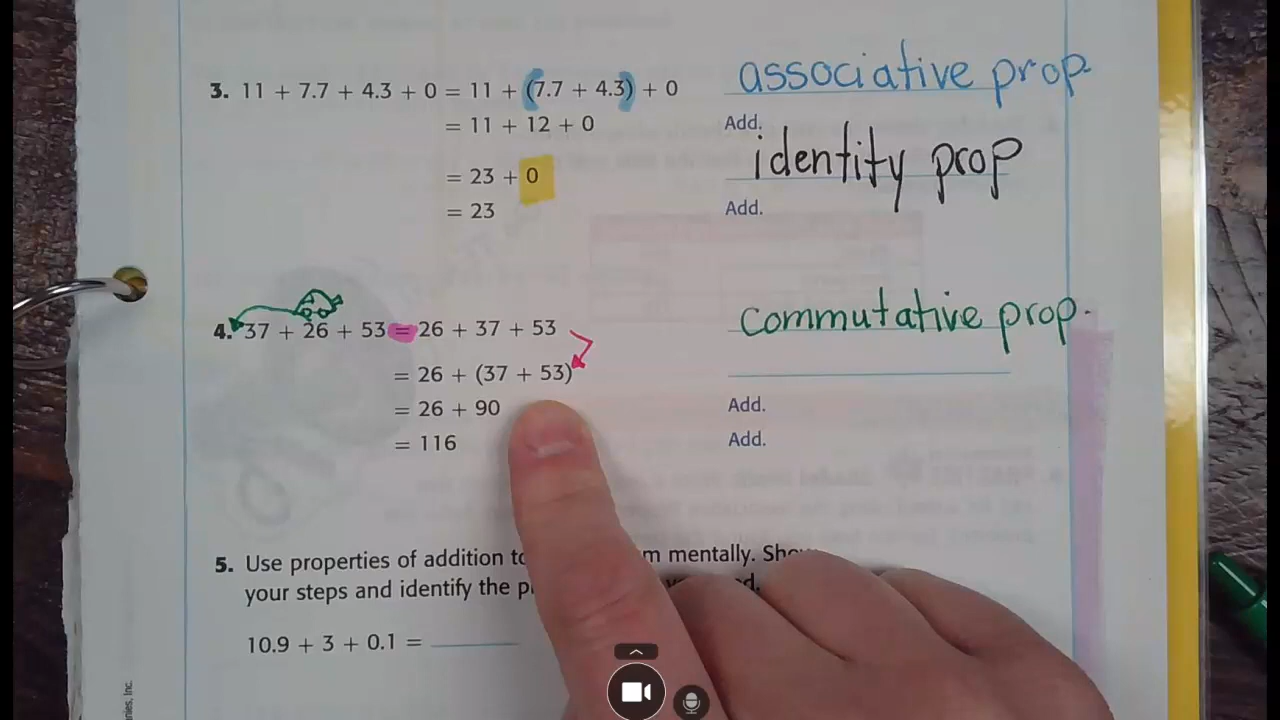 3. 11 + 7.7 + 4.3 + 0 = 11 + (7.7 + 4.3) + 0 associative prop.
= 11 + 12 + 0 Add.
= 23 + 0 identity prop
= 23 Add.
4. 37 + 26 + 53 = 26 + 37 + 53 commutative prop.
= 26 + (37 + 53)
= 26 + 90 Add.
= 116 Add.
5. Use properties of addition to m mentally. Show
your steps and identify the
10.9 + 3 + 0.1 =